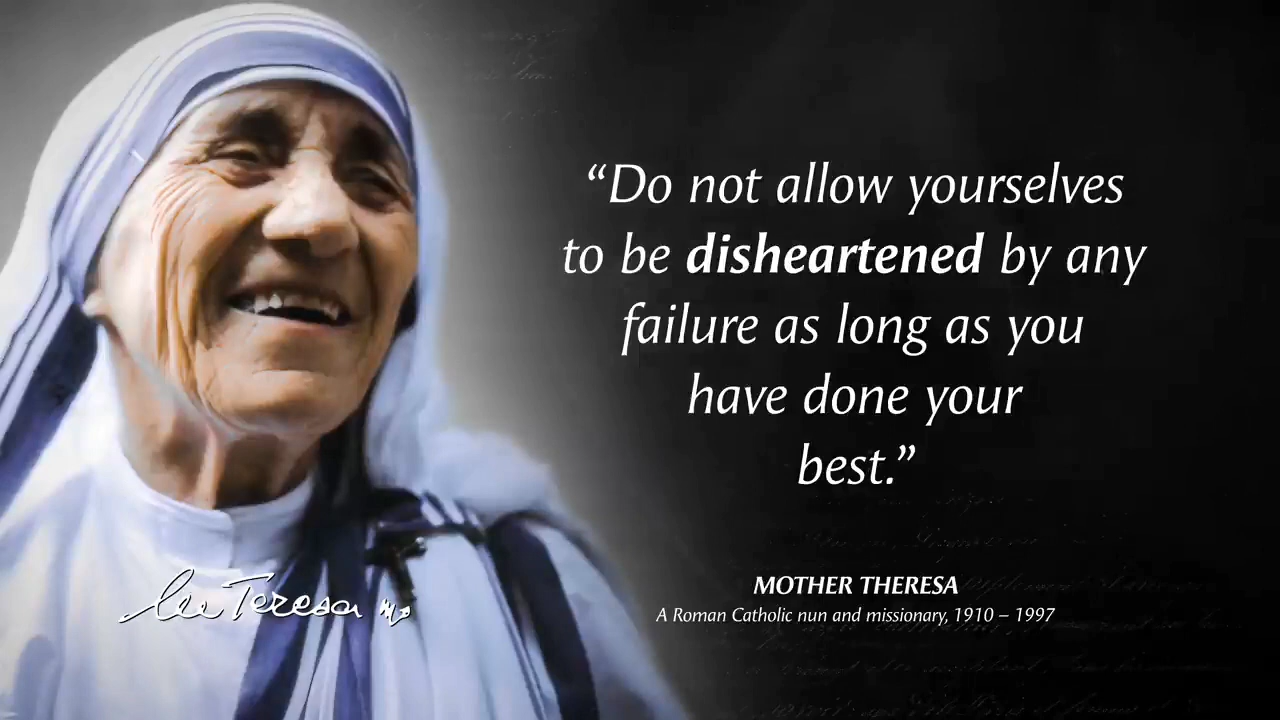 “Do not allow yourselves
to be disheartened by any
failure as long as you
have done your
best.”
MOTHER THERESA
A Roman Catholic nun and missionary, 1910 – 1997
Teresa